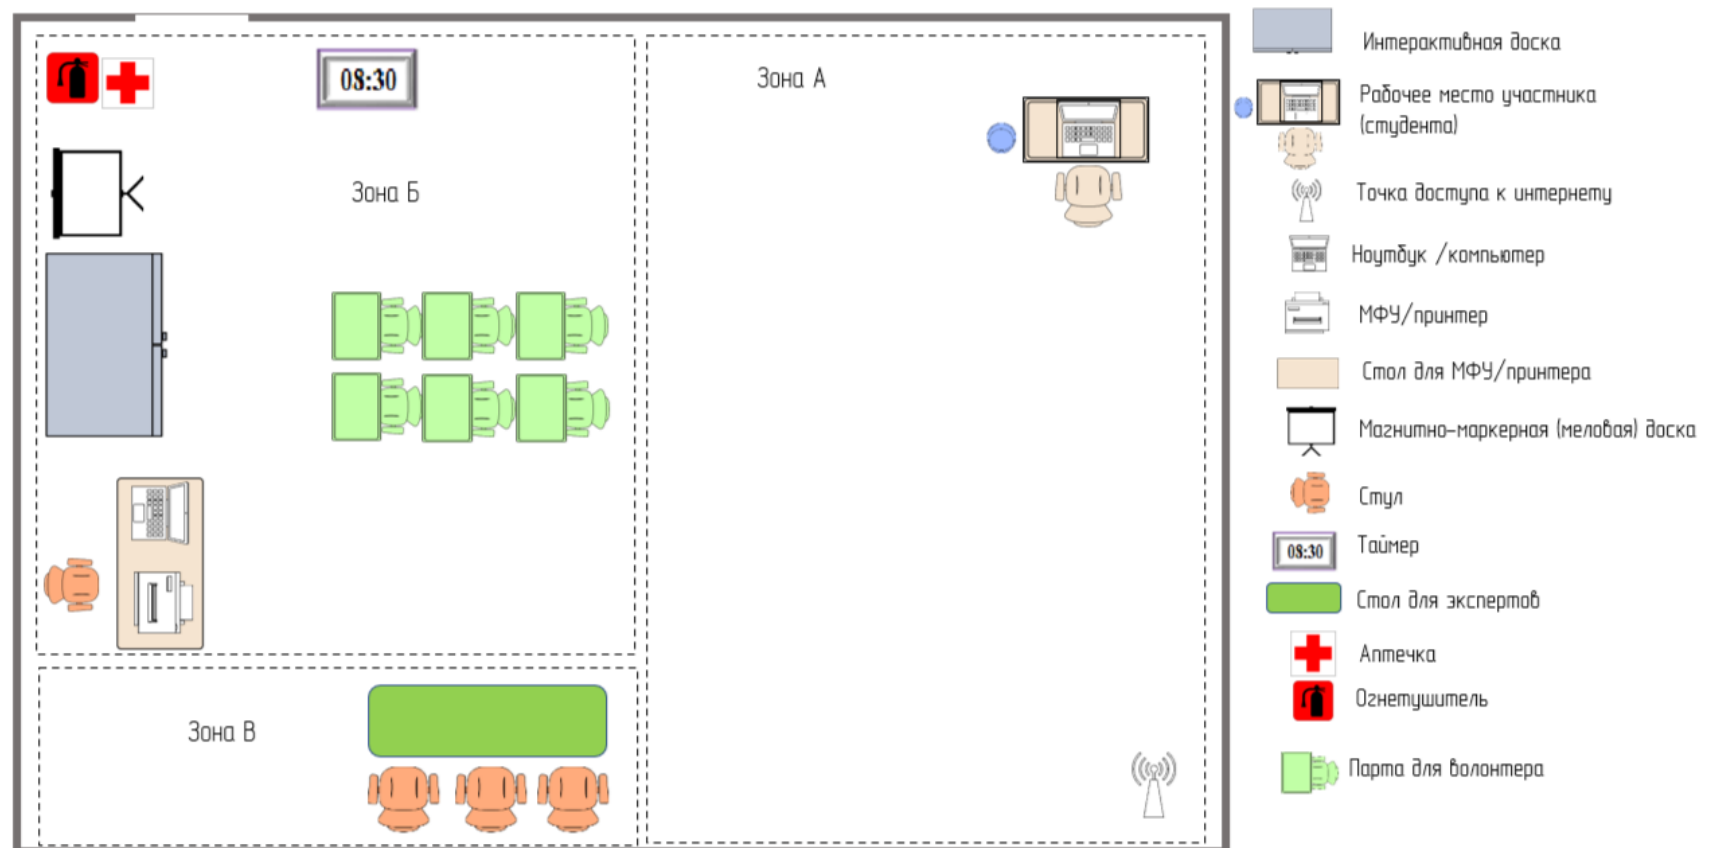 08:30
Зона А
Зона Б
Зона В
Интерактивная доска
Рабочее место участника
(студента)
Точка доступа к интернету
Ноутбук /компьютер
МФУ/принтер
Стол для МФУ/принтера
Магнитно-маркерная (меловая) доска
Стул
08:30
Таймер
Стол для экспертов
Аптечка
Огнетушитель
Парта для волонтера